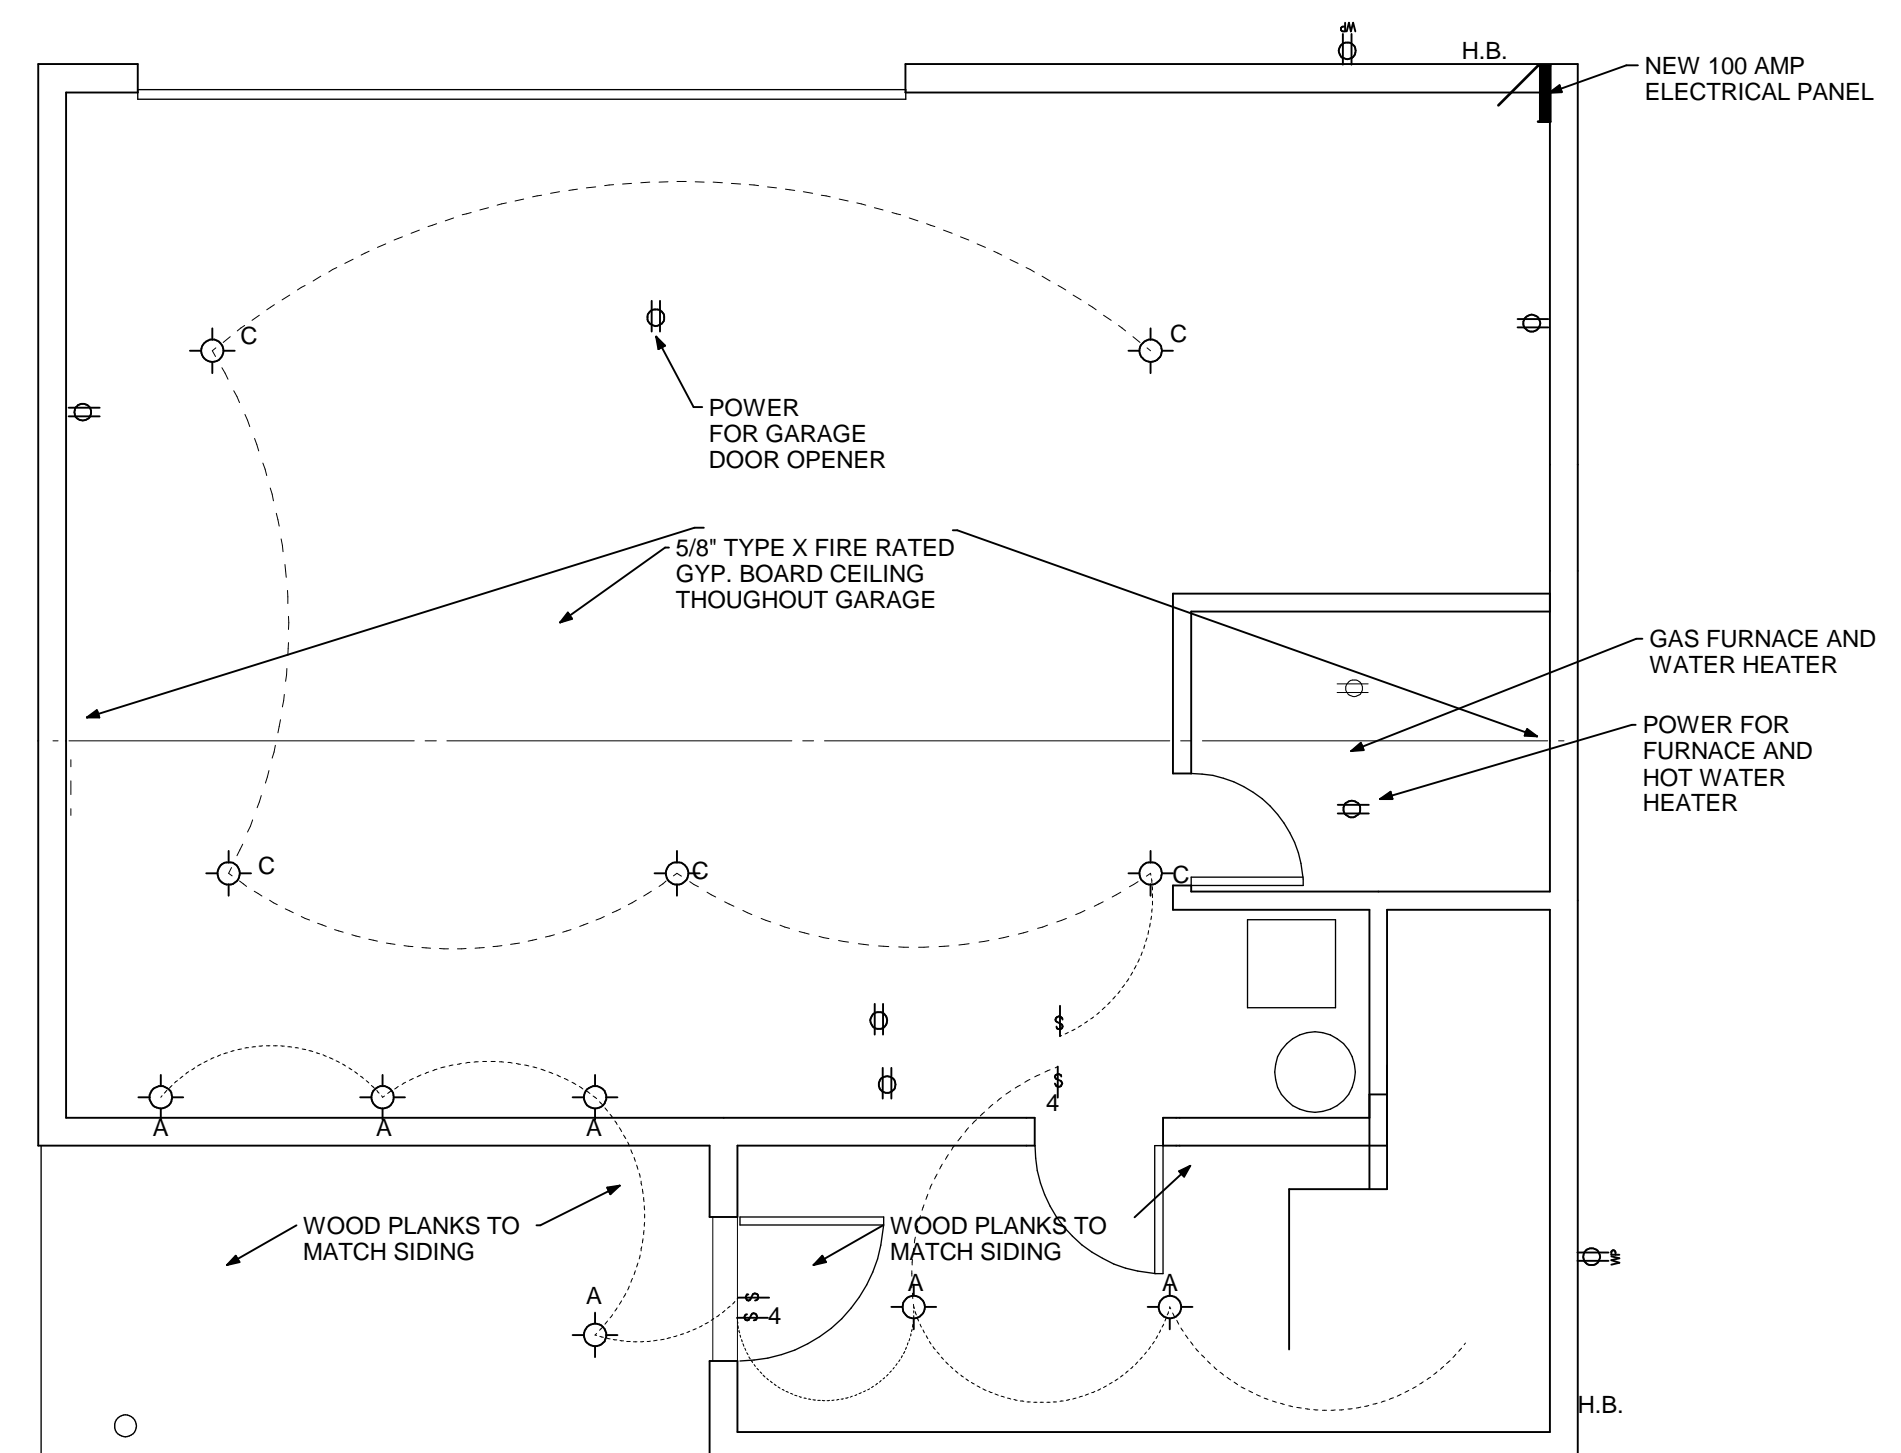 WP
H.B.
NEW 100 AMP
ELECTRICAL PANEL
C
C
POWER
FOR GARAGE
DOOR OPENER
5/8" TYPE X FIRE RATED
GYP. BOARD CEILING
THOUGHOUT GARAGE
GAS FURNACE AND
WATER HEATER
POWER FOR
FURNACE AND
HOT WATER
HEATER
C
C
C
S
S
4
A
A
A
WOOD PLANKS TO
MATCH SIDING
WOOD PLANKS TO
MATCH SIDING
WP
A
A
A
S
S
4
H.B.